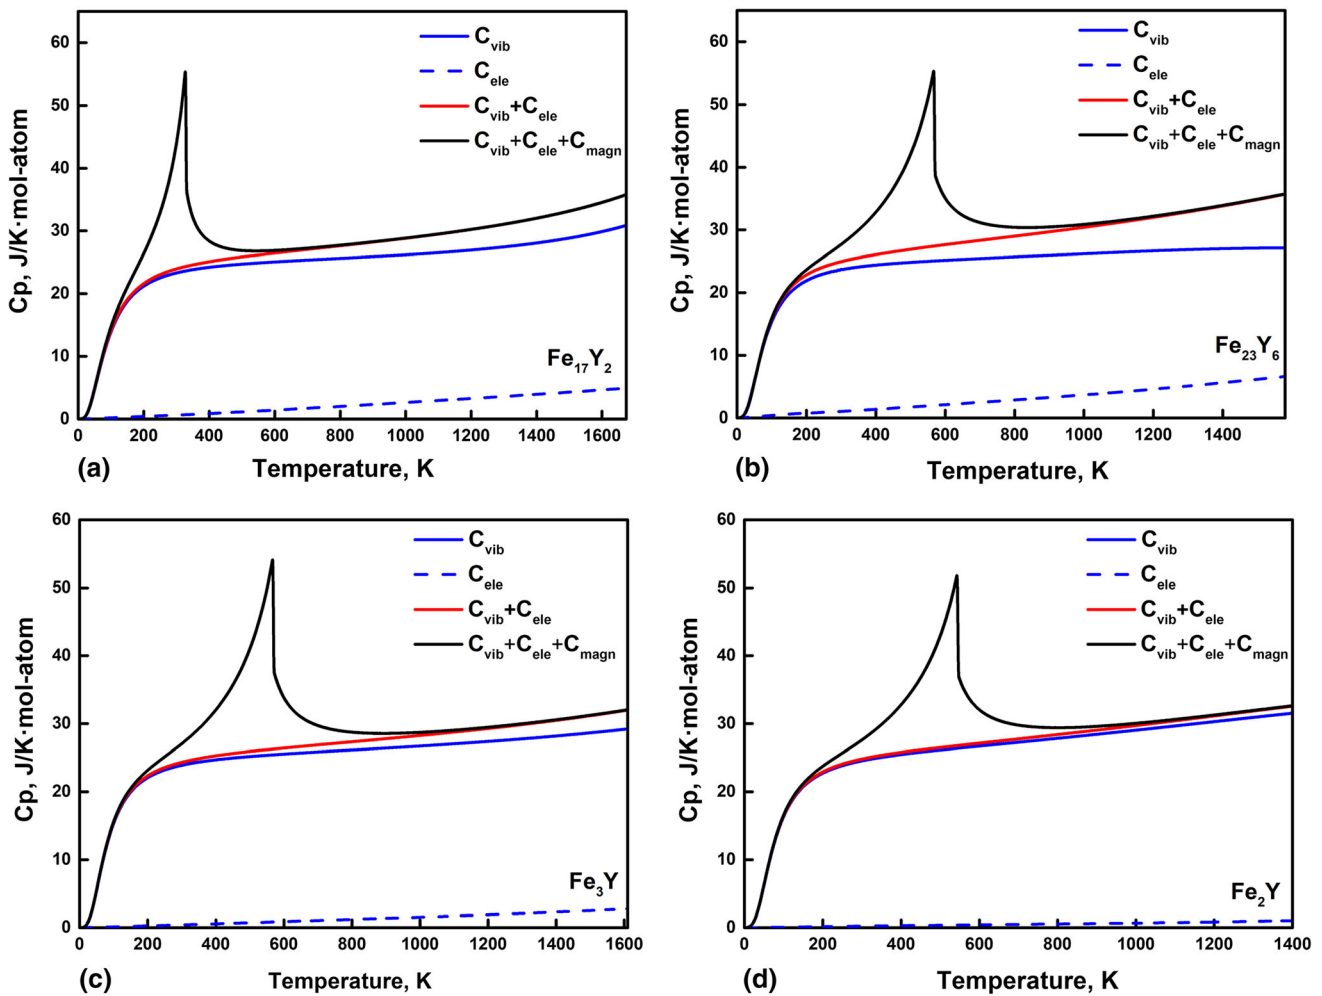 60
50
40
30
20
10
0
Cp, J/K·mol-atom
C_vib
C_ele
C_vib+C_ele
C_vib+C_ele+C_magn
Fe17Y2
0 200 400 600 800 1000 1200 1400 1600
(a) Temperature, K
60
50
40
30
20
10
0
Cp, J/K·mol-atom
C_vib
C_ele
C_vib+C_ele
C_vib+C_ele+C_magn
Fe23Y6
0 200 400 600 800 1000 1200 1400
(b) Temperature, K
60
50
40
30
20
10
0
Cp, J/K·mol-atom
C_vib
C_ele
C_vib+C_ele
C_vib+C_ele+C_magn
Fe3Y
0 200 400 600 800 1000 1200 1400 1600
(c) Temperature, K
60
50
40
30
20
10
0
Cp, J/K·mol-atom
C_vib
C_ele
C_vib+C_ele
C_vib+C_ele+C_magn
Fe2Y
0 200 400 600 800 1000 1200 1400
(d) Temperature, K